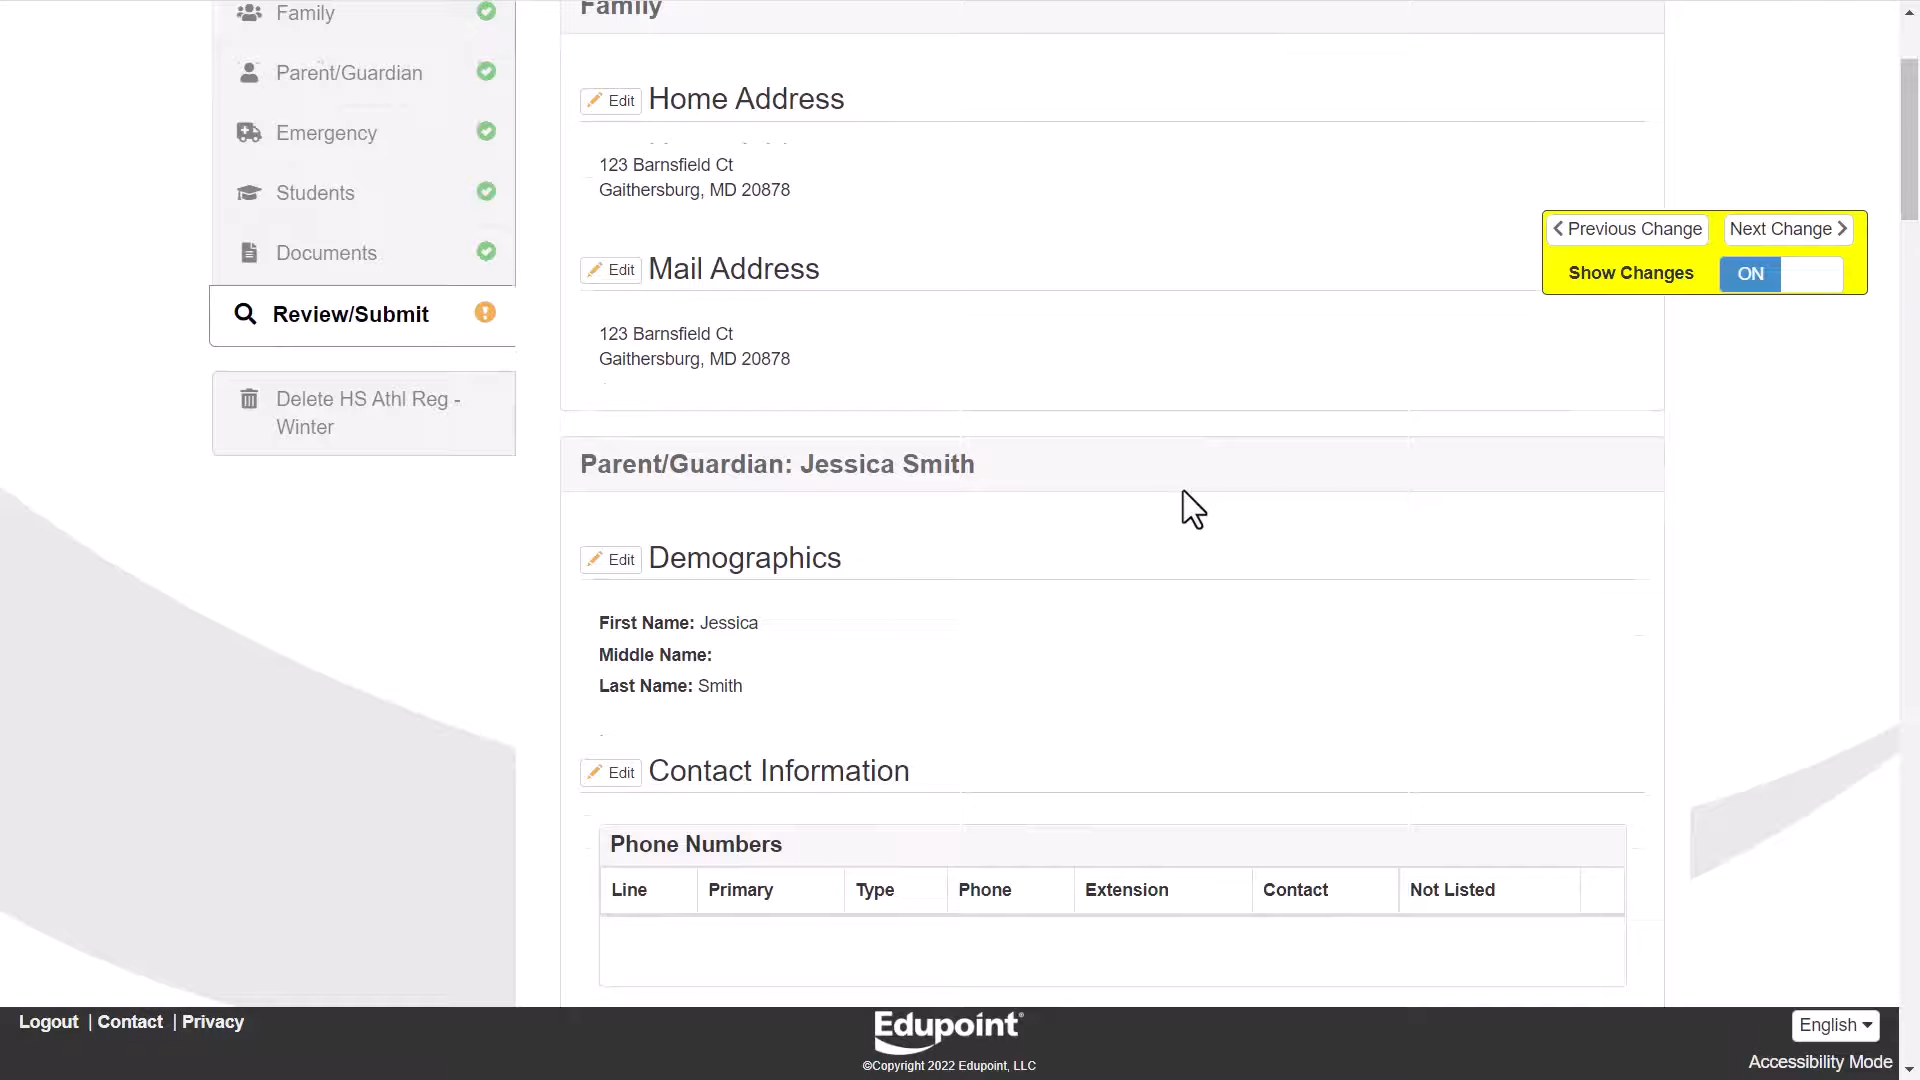 Family
Parent/Guardian
Emergency
Students
Documents
Review/Submit
Delete HS Athl Reg -
Winter
Family
Edit Home Address
123 Barnsfield Ct
Gaithersburg, MD 20878
Edit Mail Address
123 Barnsfield Ct
Gaithersburg, MD 20878
Previous Change Next Change
Show Changes ON
Parent/Guardian: Jessica Smith
Edit Demographics
First Name: Jessica
Middle Name:
Last Name: Smith
Edit Contact Information
Phone Numbers
Line Primary Type Phone Extension Contact Not Listed
Logout | Contact | Privacy
Edupoint®
©Copyright 2022 Edupoint, LLC
English
Accessibility Mode